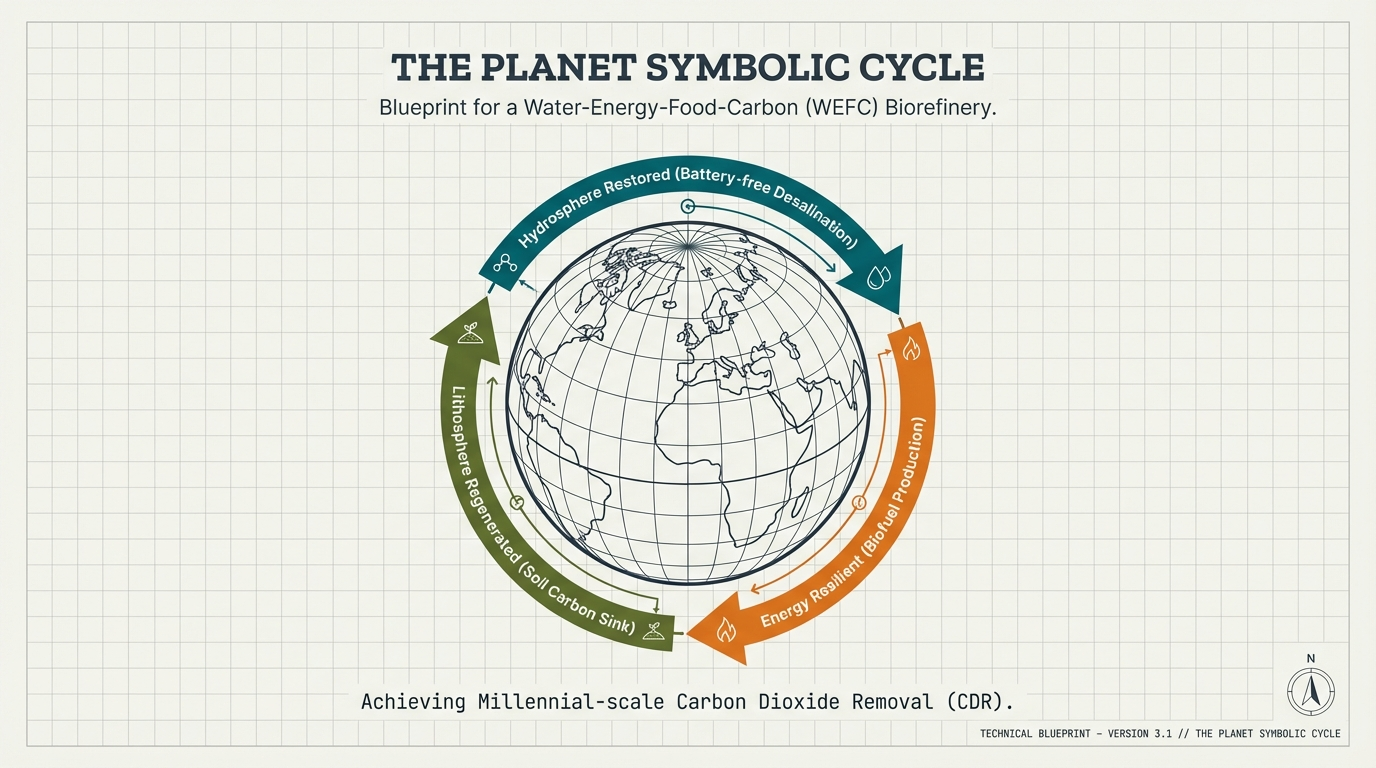 THE PLANET SYMBOLIC CYCLE
Blueprint for a Water-Energy-Food-Carbon (WEFC) Biorefinery.
Hydrosphere Restored (Battery-free Desalination)
Energy Resilient (Biofuel Production)
Lithosphere Regenerated (Soil Carbon Sink)
Achieving Millennial-scale Carbon Dioxide Removal (CDR).
N
TECHNICAL BLUEPRINT – VERSION 3.1 // THE PLANET SYMBOLIC CYCLE